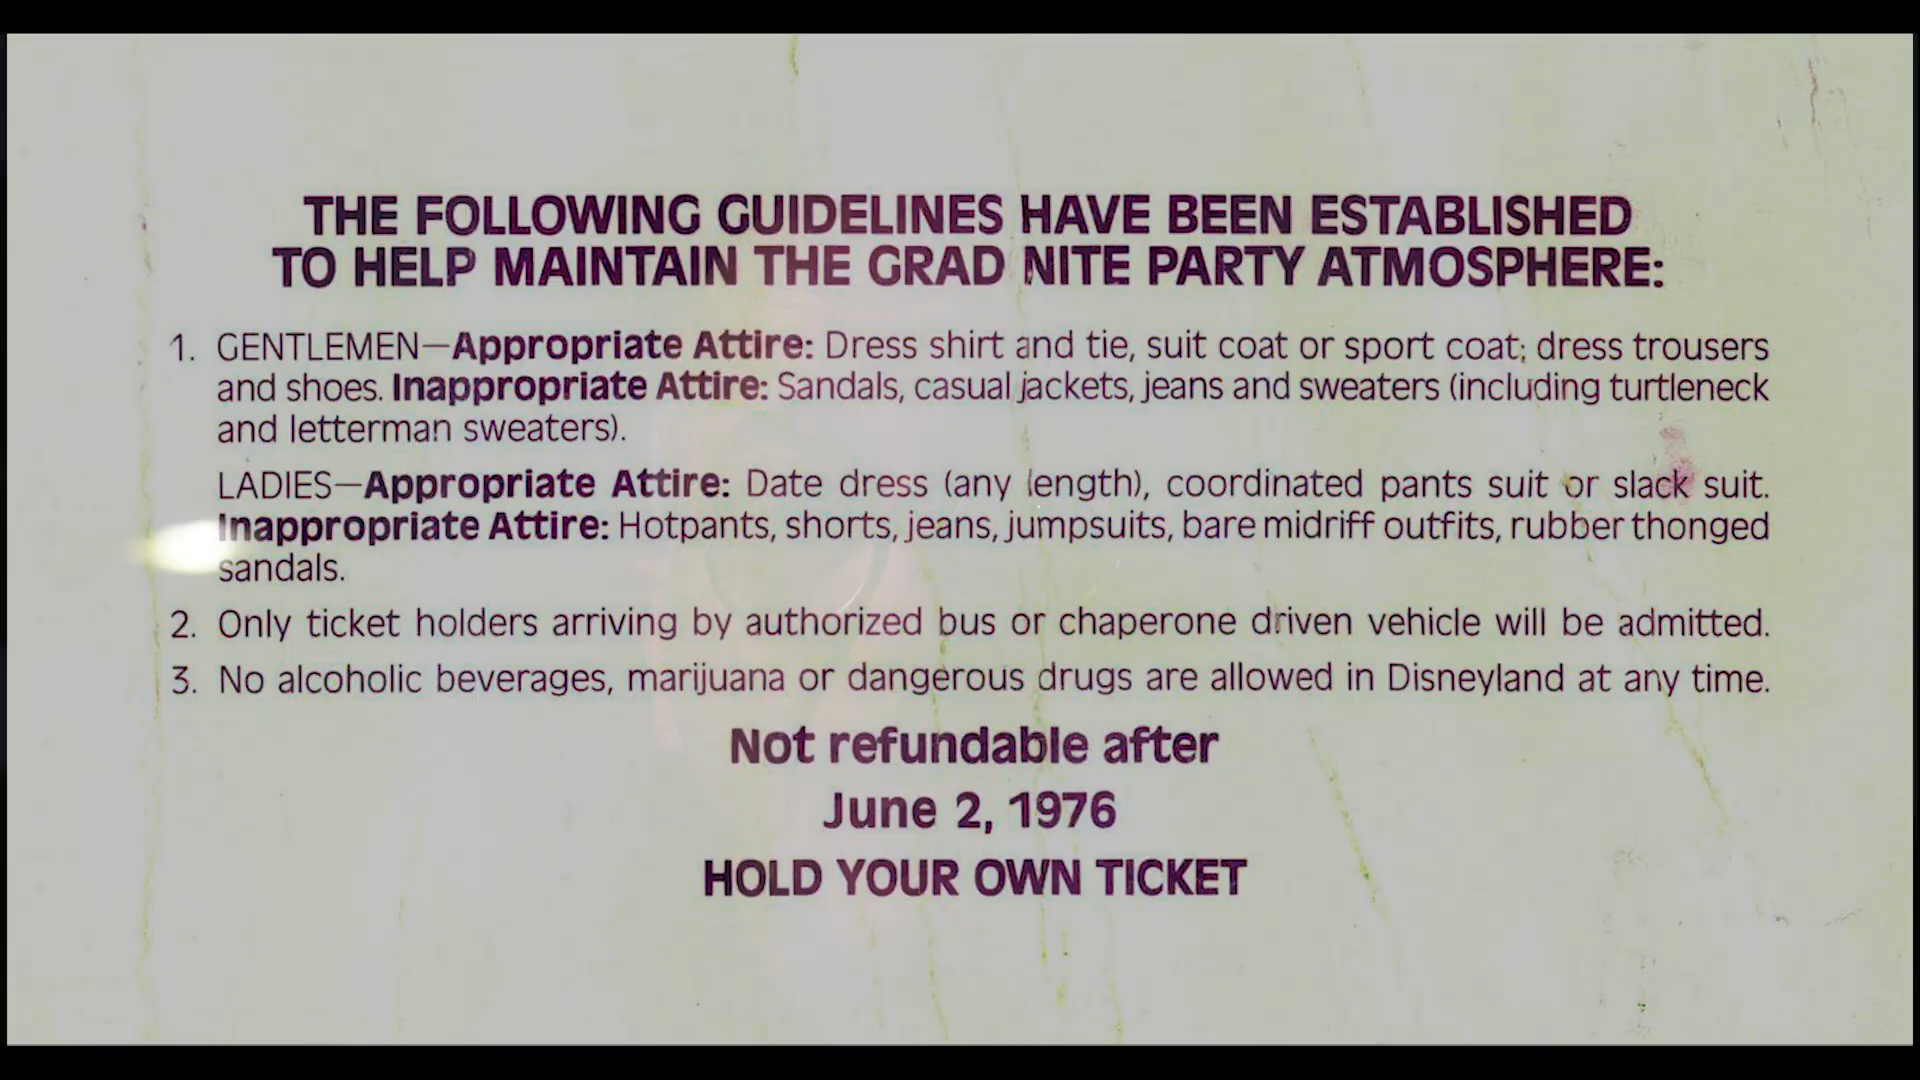 THE FOLLOWING GUIDELINES HAVE BEEN ESTABLISHED
TO HELP MAINTAIN THE GRAD NITE PARTY ATMOSPHERE:
1. GENTLEMEN—Appropriate Attire: Dress shirt and tie, suit coat or sport coat; dress trousers
and shoes. Inappropriate Attire: Sandals, casual jackets, jeans and sweaters (including turtleneck
and letterman sweaters).
LADIES—Appropriate Attire: Date dress (any length), coordinated pants suit or slack suit.
Inappropriate Attire: Hotpants, shorts, jeans, jumpsuits, bare midriff outfits, rubber thonged
sandals.
2. Only ticket holders arriving by authorized bus or chaperone driven vehicle will be admitted.
3. No alcoholic beverages, marijuana or dangerous drugs are allowed in Disneyland at any time.
Not refundable after
June 2, 1976
HOLD YOUR OWN TICKET